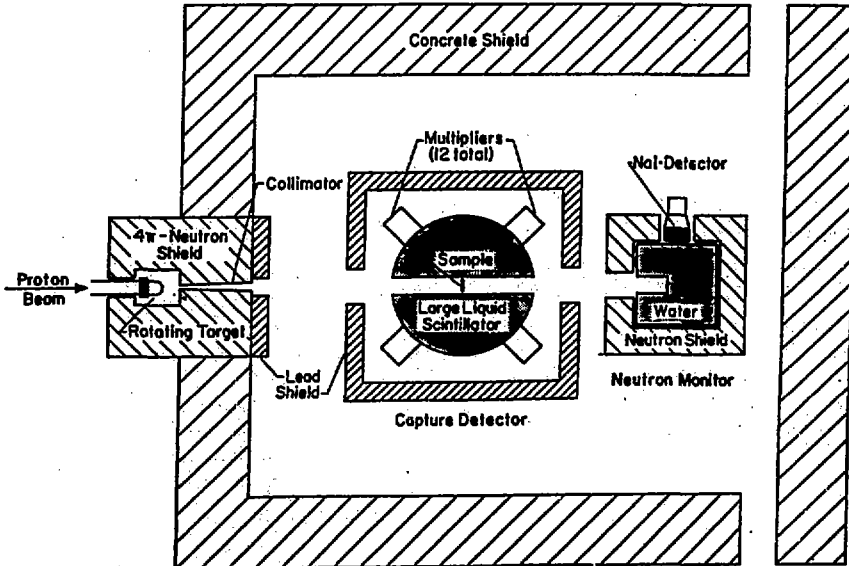 Concrete Shield
Multipliers
(12 total)
NaI-Detector
Collimator
4π-Neutron
Shield
Proton
Beam
Sample
Rotating Target
Large Liquid
Scintillator
Water
Neutron Shield
Lead
Shield
Neutron Monitor
Capture Detector